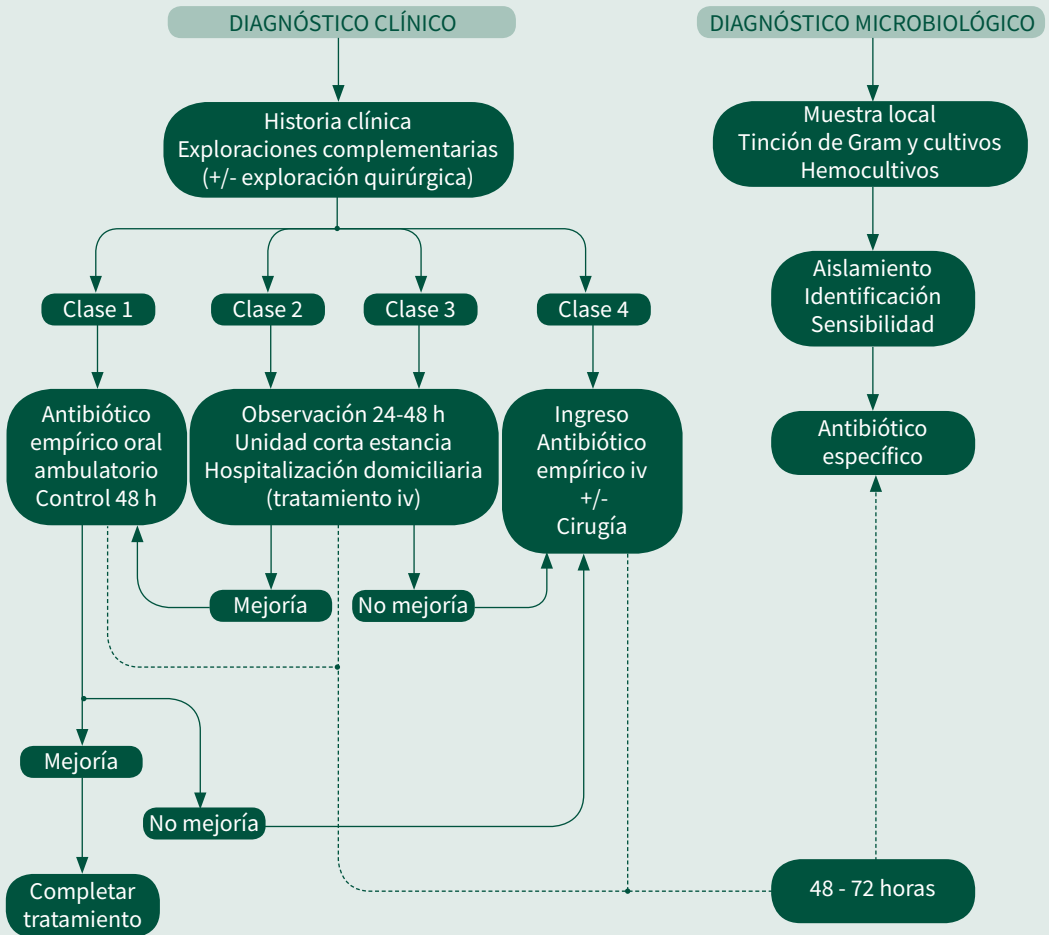 DIAGNÓSTICO CLÍNICO
Historia clínica
Exploraciones complementarias
(+/- exploración quirúrgica)
Clase 1
Clase 2
Clase 3
Clase 4
Antibiótico
empírico oral
ambulatorio
Control 48 h
Observación 24-48 h
Unidad corta estancia
Hospitalización domiciliaria
(tratamiento iv)
Ingreso
Antibiótico
empírico iv
+/-
Cirugía
Mejoría
No mejoría
Mejoría
No mejoría
Completar
tratamiento
DIAGNÓSTICO MICROBIOLÓGICO
Muestra local
Tinción de Gram y cultivos
Hemocultivos
Aislamiento
Identificación
Sensibilidad
Antibiótico
específico
48 - 72 horas